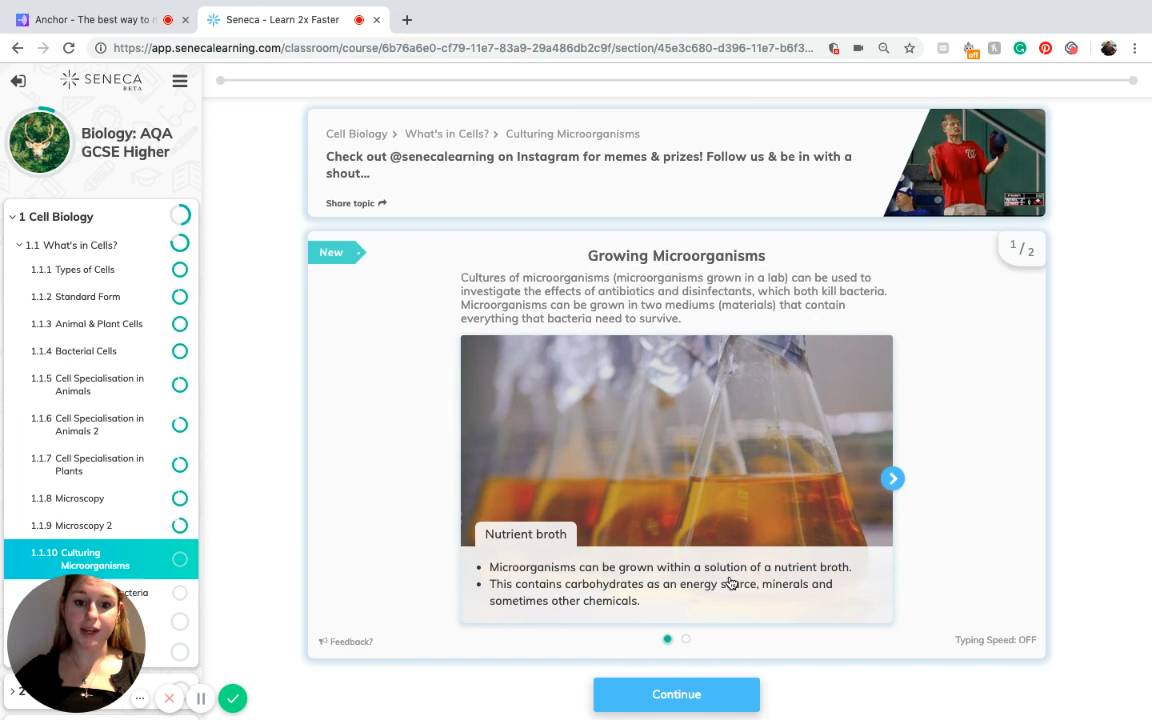 Anchor - The best way to n
Seneca - Learn 2x Faster
https://app.senecalearning.com/classroom/course/6b76a6e0-cf79-11e7-83a9-29a486db2c9f/section/45e3c680-d396-11e7-b6f3...
off
SENECA
BETA
Biology: AQA
GCSE Higher
1 Cell Biology
1.1 What's in Cells?
1.1.1 Types of Cells
1.1.2 Standard Form
1.1.3 Animal & Plant Cells
1.1.4 Bacterial Cells
1.1.5 Cell Specialisation in
Animals
1.1.6 Cell Specialisation in
Animals 2
1.1.7 Cell Specialisation in
Plants
1.1.8 Microscopy
1.1.9 Microscopy 2
1.1.10 Culturing
Microorganisms
cteria
2
Cell Biology > What's in Cells? > Culturing Microorganisms
Check out @senecalearning on Instagram for memes & prizes! Follow us & be in with a
shout...
Share topic
New
1/2
Growing Microorganisms
Cultures of microorganisms (microorganisms grown in a lab) can be used to
investigate the effects of antibiotics and disinfectants, which both kill bacteria.
Microorganisms can be grown in two mediums (materials) that contain
everything that bacteria need to survive.
Nutrient broth
• Microorganisms can be grown within a solution of a nutrient broth.
• This contains carbohydrates as an energy source, minerals and
sometimes other chemicals.
Feedback?
Typing Speed: OFF
Continue